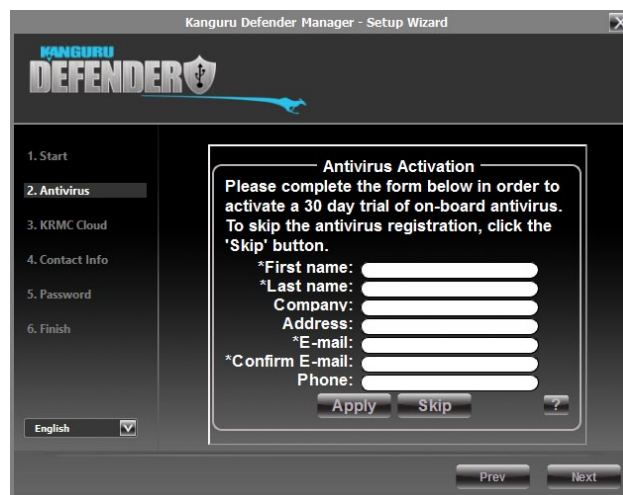 Kanguru Defender Manager - Setup Wizard
X
KANGURU
DEFENDER
1. Start
2. Antivirus
3. KRMC Cloud
4. Contact Info
5. Password
6. Finish
English
Antivirus Activation
Please complete the form below in order to
activate a 30 day trial of on-board antivirus.
To skip the antivirus registration, click the
'Skip' button.
*First name:
*Last name:
Company:
Address:
*E-mail:
*Confirm E-mail:
Phone:
Apply Skip ?
Prev Next